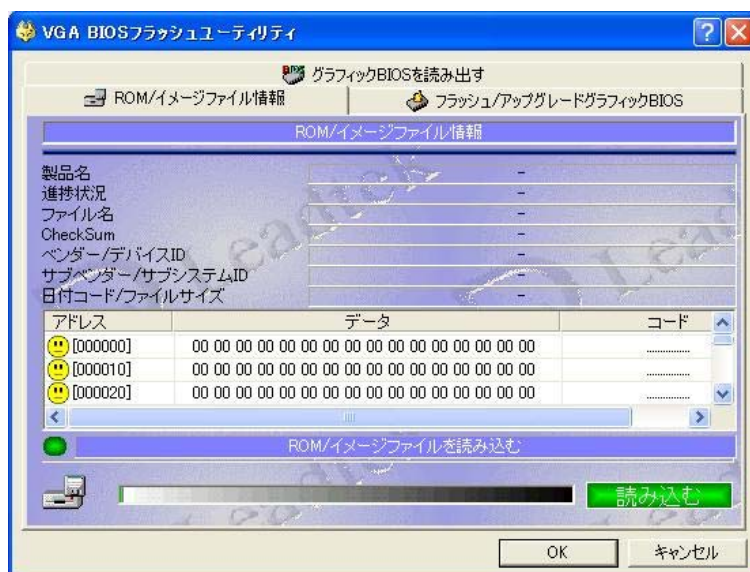 VGA BIOSフラッシュユーティリティ
グラフィックBIOSを読み出す
ROM/イメージファイル情報
フラッシュ/アップグレードグラフィックBIOS
ROM/イメージファイル情報
製品名 -
進捗状況 -
ファイル名 -
CheckSum -
ベンダー/デバイスID -
サブベンダー/サブシステムID -
日付コード/ファイルサイズ -
アドレス データ コード
[000000] 00 00 00 00 00 00 00 00 00 00 00 00 00 00 00 00 ................
[000010] 00 00 00 00 00 00 00 00 00 00 00 00 00 00 00 00 ................
[000020] 00 00 00 00 00 00 00 00 00 00 00 00 00 00 00 00 ................
ROM/イメージファイルを読み込む
読み込む
OK キャンセル
Leadtek